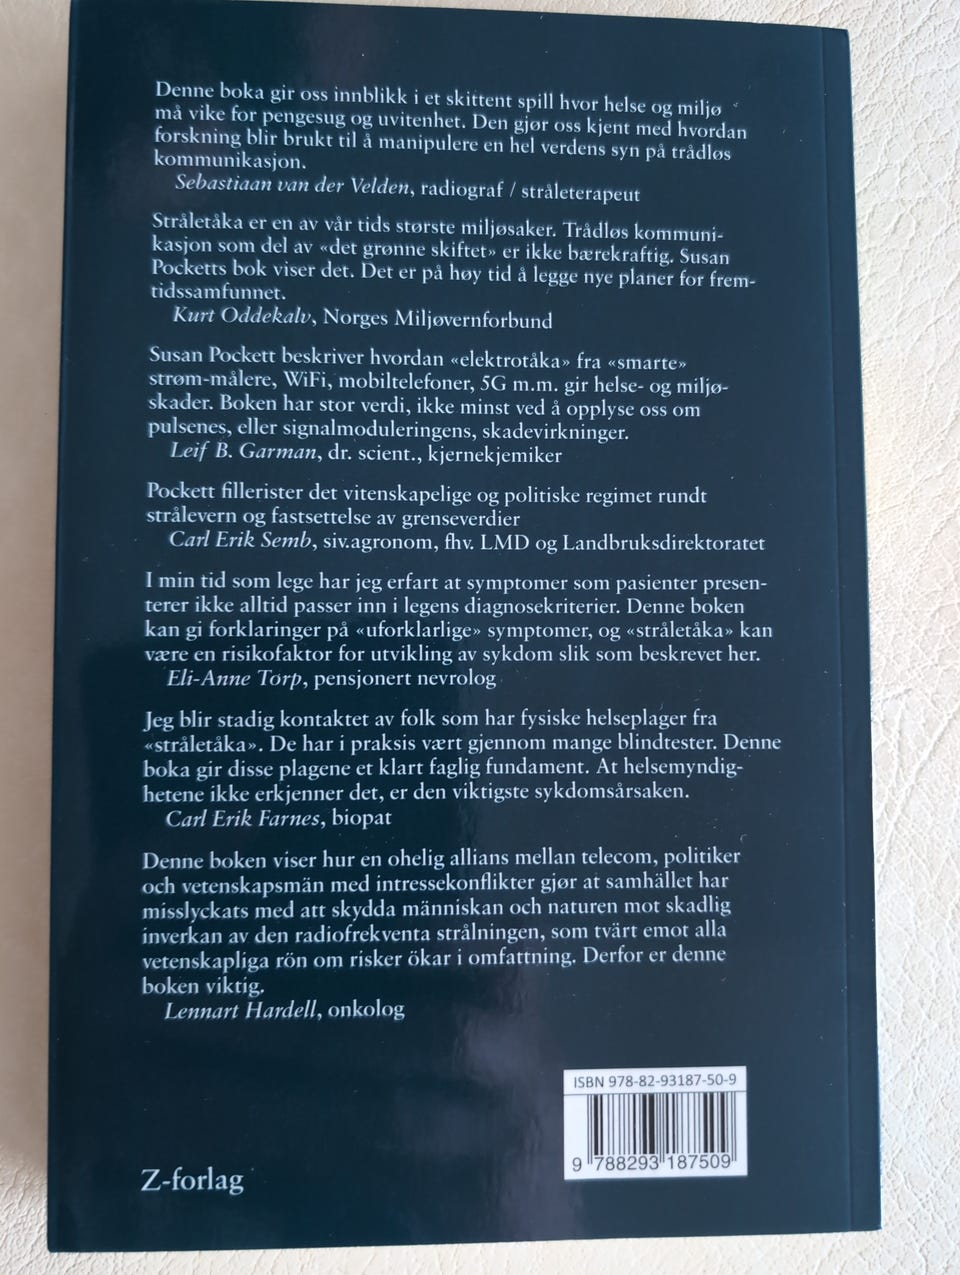 Denne boka gir oss innblikk i et skittent spill hvor helse og miljø
må vike for pengesug og uvitenhet. Den gjør oss kjent med hvordan
forskning blir brukt til å manipulere en hel verdens syn på trådløs
kommunikasjon.
Sebastiaan van der Velden, radiograf / stråleterapeut
Stråletåka er en av vår tids største miljøsaker. Trådløs kommuni-
kasjon som del av «det grønne skiftet» er ikke bærekraftig. Susan
Pocketts bok viser det. Det er på høy tid å legge nye planer for frem-
tidssamfunnet.
Kurt Oddekalv, Norges Miljøvernforbund
Susan Pockett beskriver hvordan «elektrotåka» fra «smarte»
strøm-målere, WiFi, mobiltelefoner, 5G m.m. gir helse- og miljø-
skader. Boken har stor verdi, ikke minst ved å opplyse oss om
pulsenes, eller signalmoduleringens, skadevirkninger.
Leif B. Garman, dr. scient., kjernekjemiker
Pockett fillerister det vitenskapelige og politiske regimet rundt
strålevern og fastsettelse av grenseverdier
Carl Erik Semb, siv.agronom, fhv. LMD og Landbruksdirektoratet
I min tid som lege har jeg erfart at symptomer som pasienter presen-
terer ikke alltid passer inn i legens diagnosekriterier. Denne boken
kan gi forklaringer på «uforklarlige» symptomer, og «stråletåka» kan
være en risikofaktor for utvikling av sykdom slik som beskrevet her.
Eli-Anne Torp, pensjonert nevrolog
Jeg blir stadig kontaktet av folk som har fysiske helseplager fra
«stråletåka». De har i praksis vært gjennom mange blindtester. Denne
boka gir disse plagene et klart faglig fundament. At helsemyndig-
hetene ikke erkjenner det, er den viktigste sykdomsårsaken.
Carl Erik Farnes, biopat
Denne boken viser hur en ohelig allians mellan telecom, politiker
och vetenskapsmän med intressekonflikter gjør at samhället har
misslyckats med att skydda människan och naturen mot skadlig
inverkan av den radiofrekventa strålningen, som tvärt emot alla
vetenskapliga rön om risker ökar i omfattning. Derfor er denne
boken viktig.
Lennart Hardell, onkolog
ISBN 978-82-93187-50-9
9 788293 187509
Z-forlag